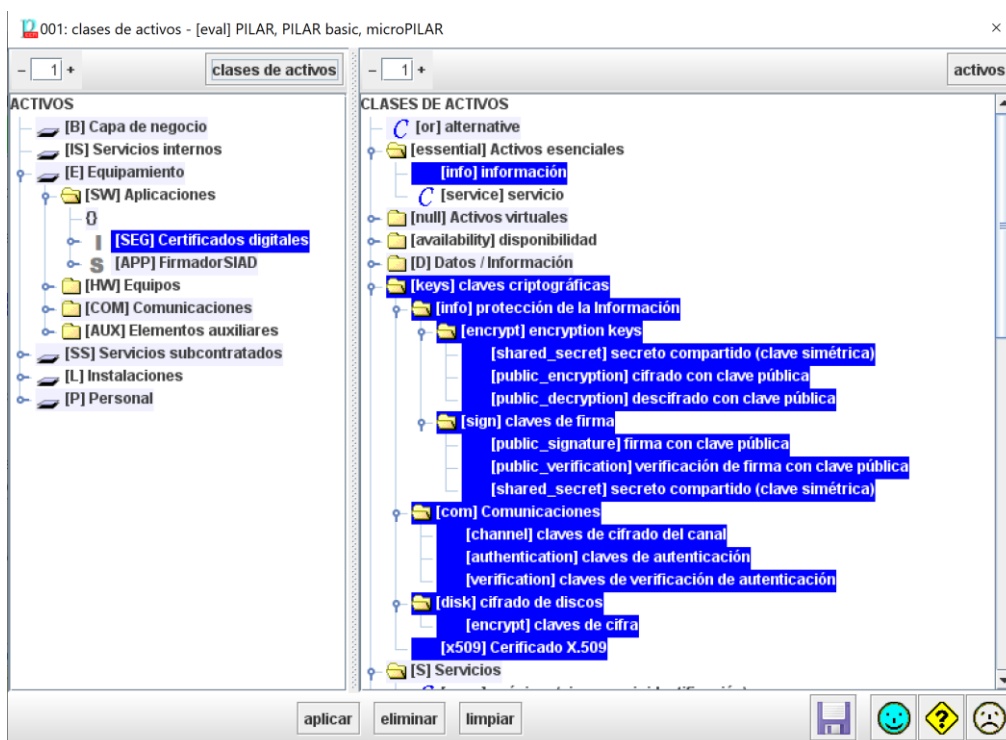 001: clases de activos - [eval] PILAR, PILAR basic, microPILAR
×
− 1 +
clases de activos
ACTIVOS
[B] Capa de negocio
[IS] Servicios internos
[E] Equipamiento
[SW] Aplicaciones
{}
I [SEG] Certificados digitales
S [APP] FirmadorSIAD
[HW] Equipos
[COM] Comunicaciones
[AUX] Elementos auxiliares
[SS] Servicios subcontratados
[L] Instalaciones
[P] Personal
− 1 +
activos
CLASES DE ACTIVOS
C [or] alternative
[essential] Activos esenciales
[info] información
C [service] servicio
[null] Activos virtuales
[availability] disponibilidad
[D] Datos / Información
[keys] claves criptográficas
[info] protección de la Información
[encrypt] encryption keys
[shared_secret] secreto compartido (clave simétrica)
[public_encryption] cifrado con clave pública
[public_decryption] descifrado con clave pública
[sign] claves de firma
[public_signature] firma con clave pública
[public_verification] verificación de firma con clave pública
[shared_secret] secreto compartido (clave simétrica)
[com] Comunicaciones
[channel] claves de cifrado del canal
[authentication] claves de autenticación
[verification] claves de verificación de autenticación
[disk] cifrado de discos
[encrypt] claves de cifra
[x509] Cerificado X.509
[S] Servicios
aplicar
eliminar
limpiar
?